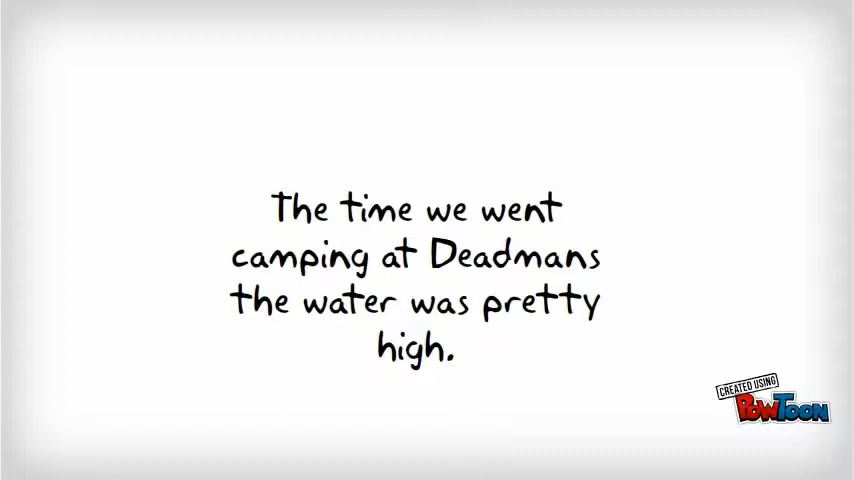 The time we went
camping at Deadmans
the water was pretty
high.
CREATED USING
POWTOON